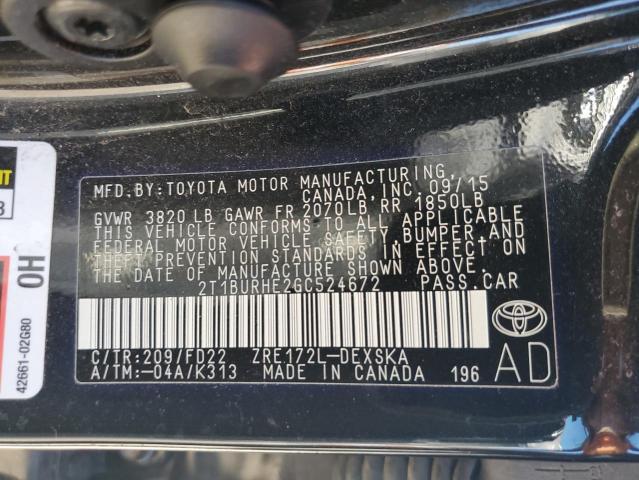 MFD.BY:TOYOTA MOTOR MANUFACTURING,
CANADA, INC. 09/15
GVWR 3820 LB GAWR FR 2070LB RR 1850LB
THIS VEHICLE CONFORMS TO ALL APPLICABLE
FEDERAL MOTOR VEHICLE SAFETY, BUMPER, AND
THEFT PREVENTION STANDARDS IN EFFECT ON
THE DATE OF MANUFACTURE SHOWN ABOVE.
2T1BURHE2GC524672 PASS.CAR
C/TR:209/FD22 ZRE172L-DEXSKA
A/TM:-04A/K313 MADE IN CANADA 196
AD
OH
42661-02G80